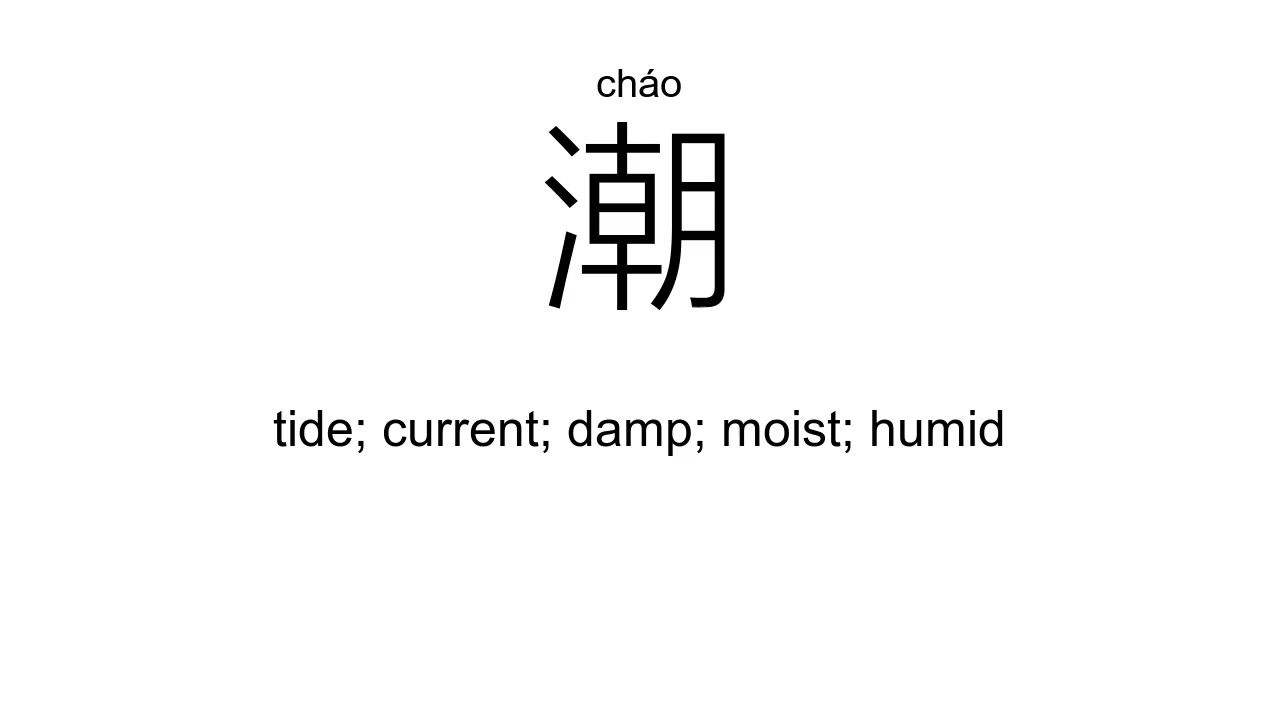 cháo
潮
tide; current; damp; moist; humid